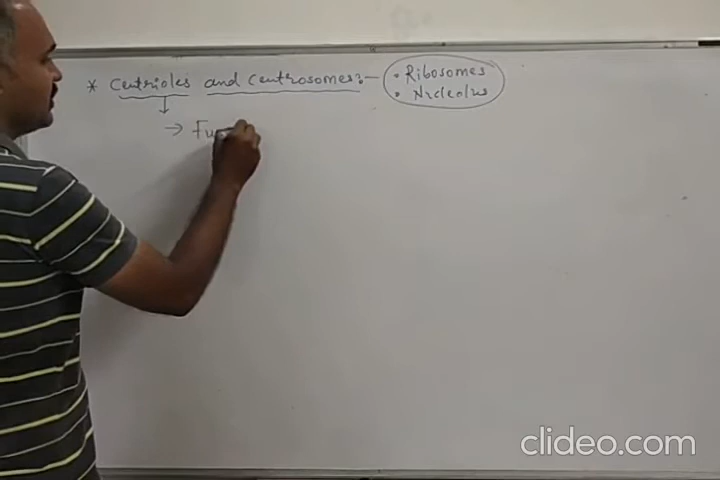 * Centrioles and Centrosomes:- • Ribosomes
• Nucleolus
→ Fu
clideo.com